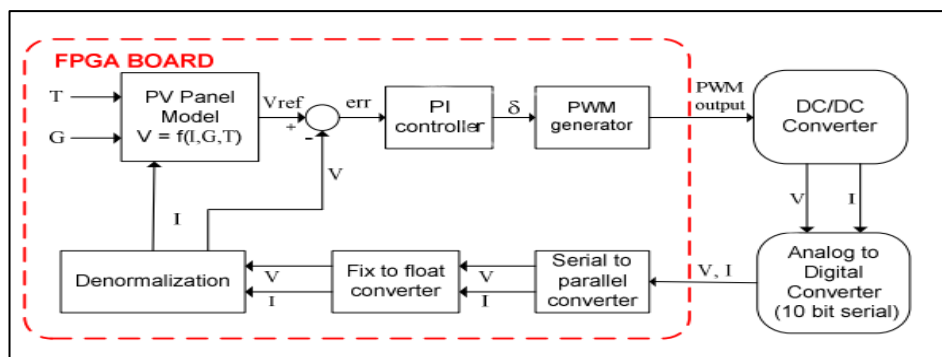 FPGA BOARD
T
G
PV Panel
Model
V = f(I,G,T)
Vref
+
-
err
PI
controller
δ
PWM
generator
PWM
output
DC/DC
Converter
V
I
V
I
Denormalization
V
I
Fix to float
converter
V
I
Serial to
parallel
converter
V, I
Analog to
Digital
Converter
(10 bit serial)